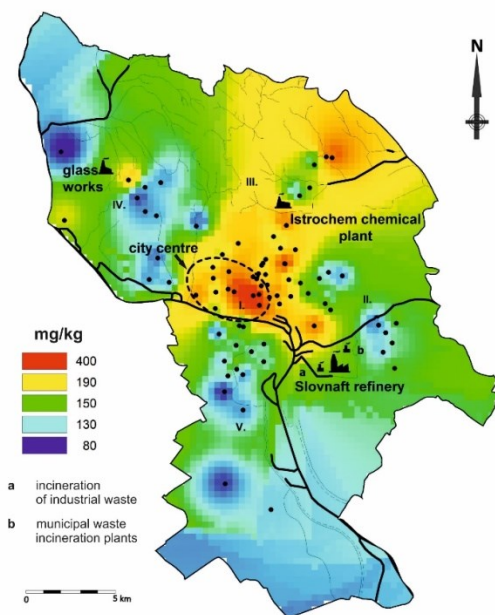 N
glass
works
IV.
III.
Istrochem chemical
plant
city centre
I.
II.
mg/kg
400
190
150
130
80
b
a
Slovnaft refinery
V.
a incineration
of industrial waste
b municipal waste
incineration plants
0 5 km